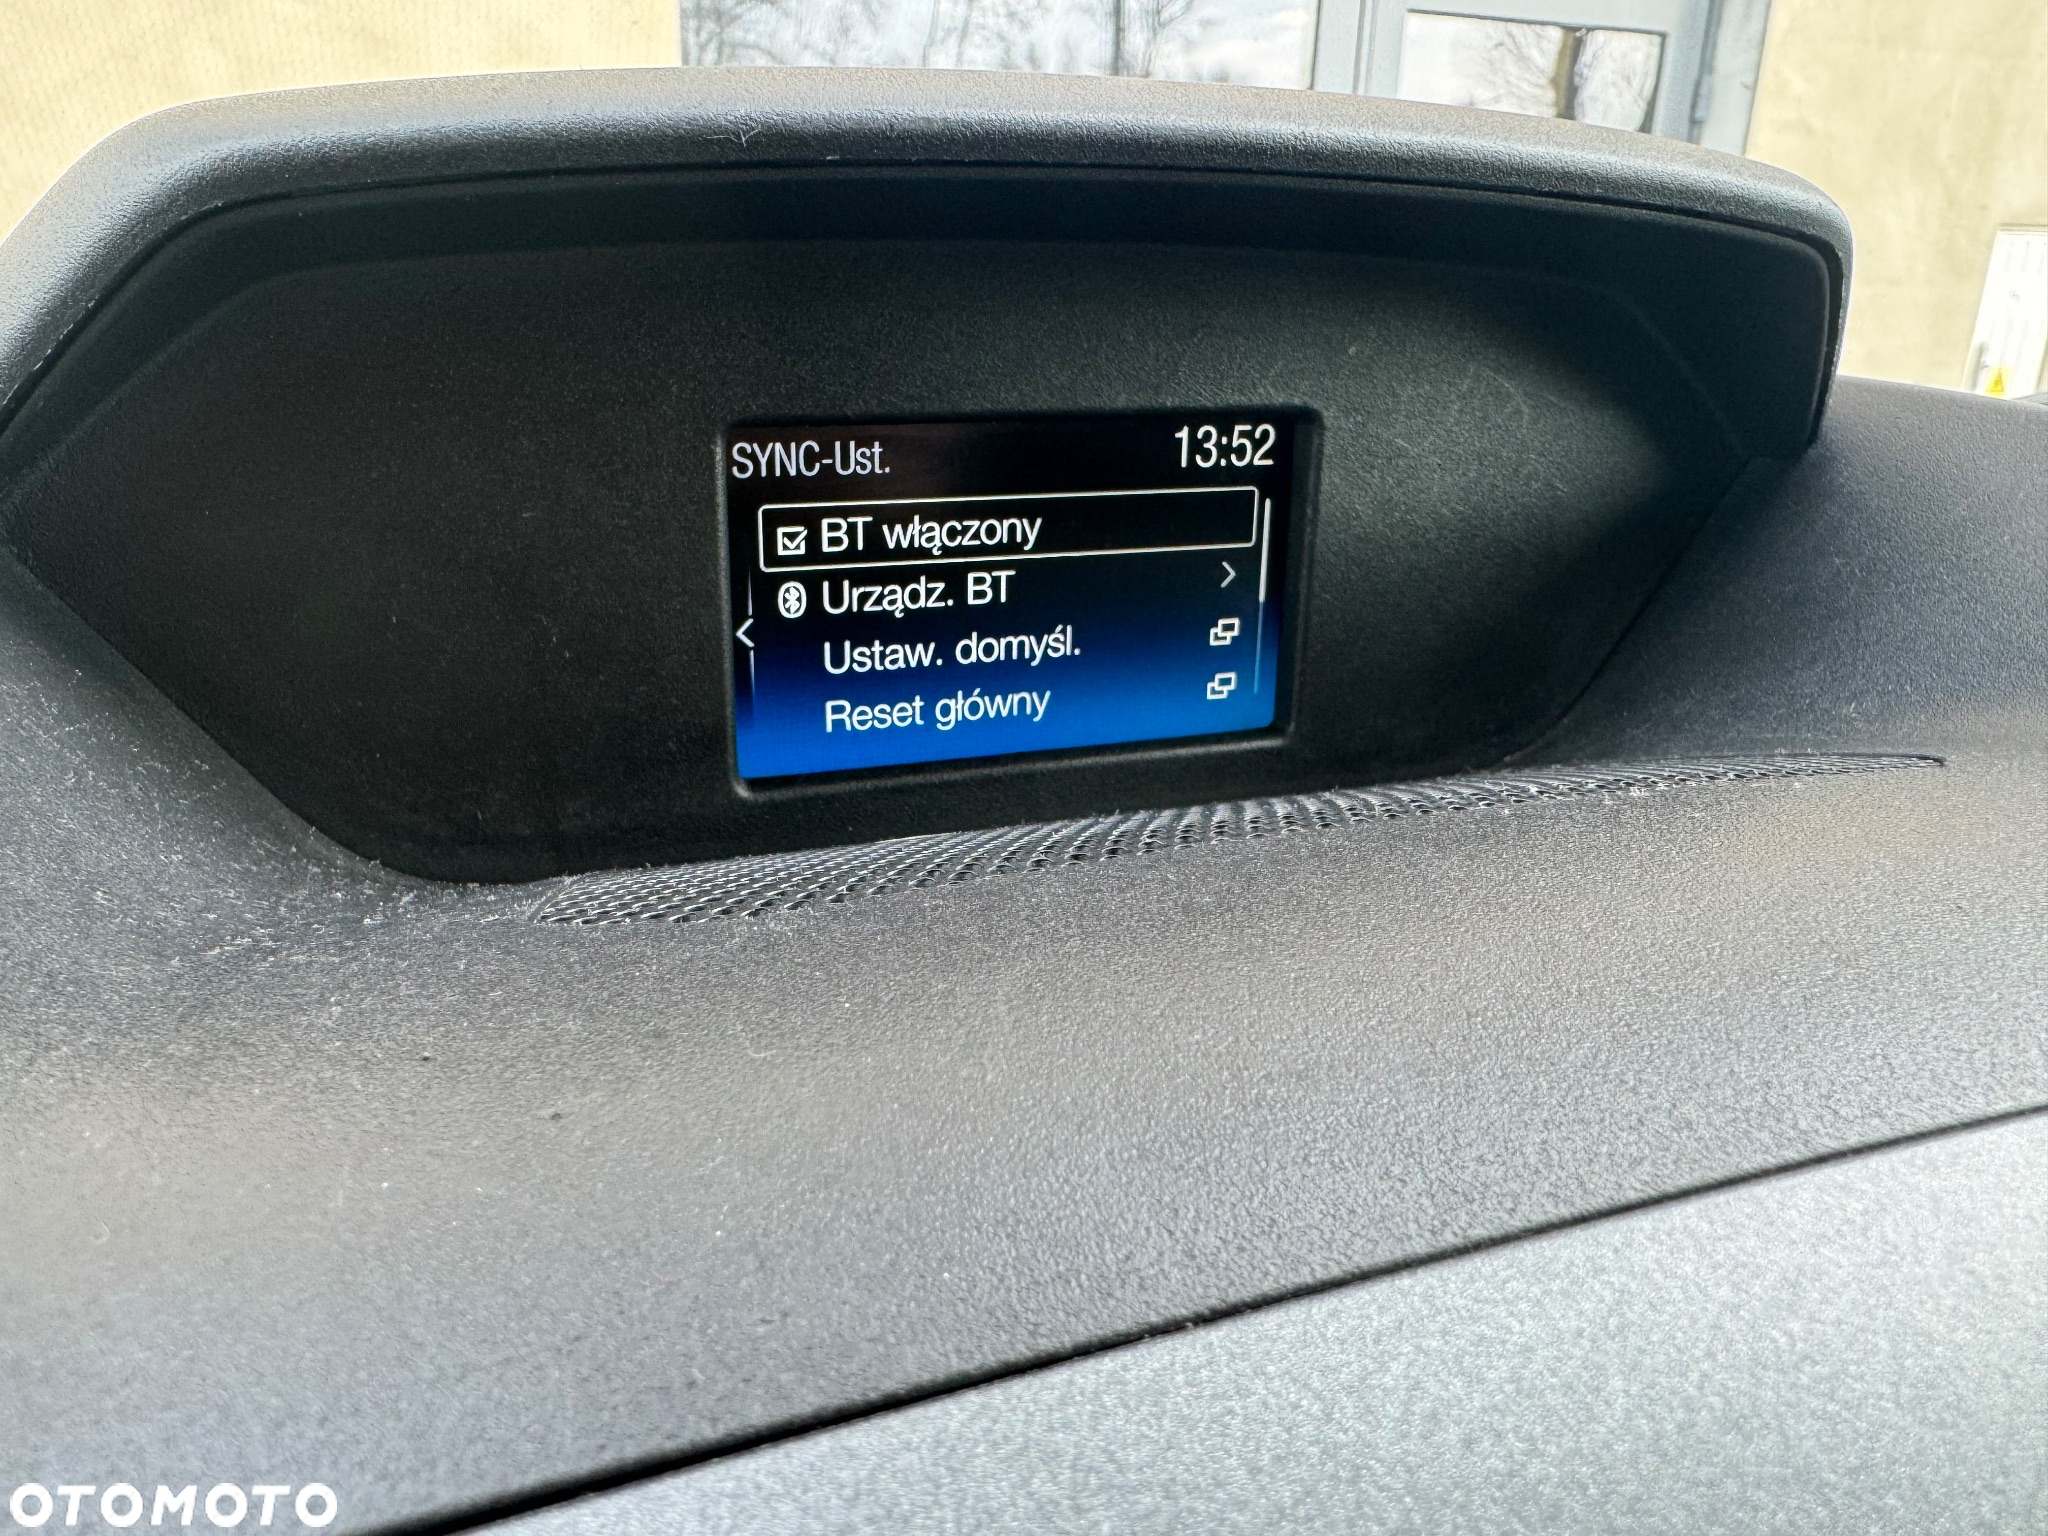 SYNC-Ust. 13:52
BT włączony
Urządz. BT
Ustaw. domyśl.
Reset główny
OTOMOTO